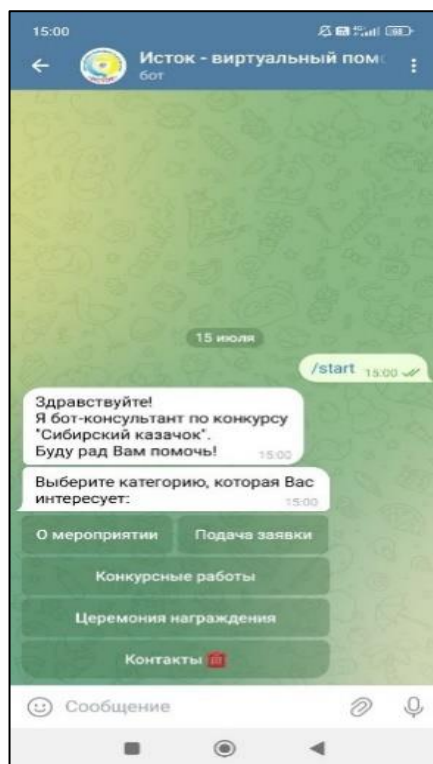 15:00
Исток - виртуальный пом
бот
15 июля
/start 15:00
Здравствуйте!
Я бот-консультант по конкурсу
"Сибирский казачок".
Буду рад Вам помочь!
15:00
Выберите категорию, которая Вас
интересует:
15:00
О мероприятии
Подача заявки
Конкурсные работы
Церемония награждения
Контакты
Сообщение